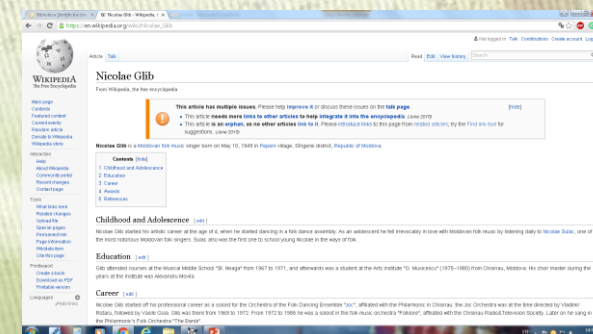 Nicolae Glib - Wikipedia, t
https://en.wikipedia.org/wiki/Nicolae_Glib
Not logged in Talk Contributions Create account Log
Article Talk
Read Edit View history Search
WIKIPEDIA
The Free Encyclopedia
Nicolae Glib
From Wikipedia, the free encyclopedia
Main page
Contents
Featured content
Current events
Random article
Donate to Wikipedia
Wikipedia store
Interaction
Help
About Wikipedia
Community portal
Recent changes
Contact page
Tools
What links here
Related changes
Upload file
Special pages
Permanent link
Page information
Wikidata item
Cite this page
Print/export
Create a book
Download as PDF
Printable version
Languages
This article has multiple issues. Please help improve it or discuss these issues on the talk page. [hide]
• This article needs more links to other articles to help integrate it into the encyclopedia. (June 2015)
• This article is an orphan, as no other articles link to it. Please introduce links to this page from related articles; try the Find link tool for
suggestions. (June 2015)
Nicolae Glib is a Moldovan folk music singer born on May 10, 1949 in Pepeni village, Sîngerei district, Republic of Moldova.
Contents [hide]
1 Childhood and Adolescence
2 Education
3 Career
4 Awards
5 References
Childhood and Adolescence [edit]
Nicolae Glib started his artistic career at the age of 4, when he started dancing in a folk dance assembly. As an adolescent he fell irrevocably in love with Moldovan folk music by listening daily to Nicolae Sulac, one of
the most notorious Moldovan folk singers. Sulac also was the first one to school young Nicolae in the ways of folk.
Education [edit]
Glib attended courses at the Musical Middle School "St. Neaga" from 1967 to 1971, and afterwards was a student at the Arts Institute "G. Musicescu" (1975–1980) from Chisinau, Moldova. His choir master during the
years at the Institute was Alexandru Movila.
Career [edit]
Nicolae Glib started off his professional career as a soloist for the Orchestra of the Folk Dancing Ensemble "Joc", affiliated with the Philarmonic in Chisinau. the Joc Orchestra was at the time directed by Vladimir
Rotaru, followed by Vasile Goia. Glib was there from 1969 to 1972. From 1972 to 1986 he was a soloist in the folk music orchestra "Folclore", affiliated with the Chisinau Radio&Television Society. Later on he sang in
the Philarmonic's Folk Orchestra "The Bards"